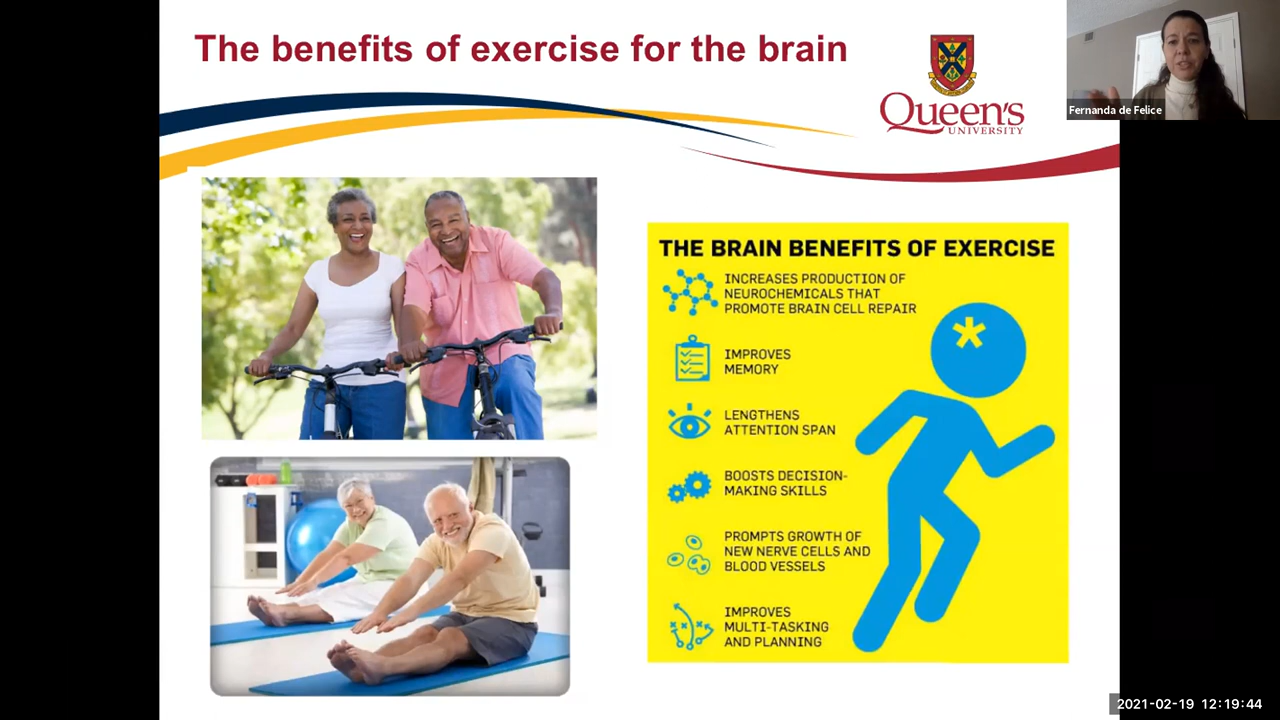 The benefits of exercise for the brain
Queen's
UNIVERSITY
Fernanda de Felice
THE BRAIN BENEFITS OF EXERCISE
INCREASES PRODUCTION OF
NEUROCHEMICALS THAT
PROMOTE BRAIN CELL REPAIR
IMPROVES
MEMORY
LENGTHENS
ATTENTION SPAN
BOOSTS DECISION-
MAKING SKILLS
PROMPTS GROWTH OF
NEW NERVE CELLS AND
BLOOD VESSELS
IMPROVES
MULTI-TASKING
AND PLANNING
2021-02-19 12:19:44